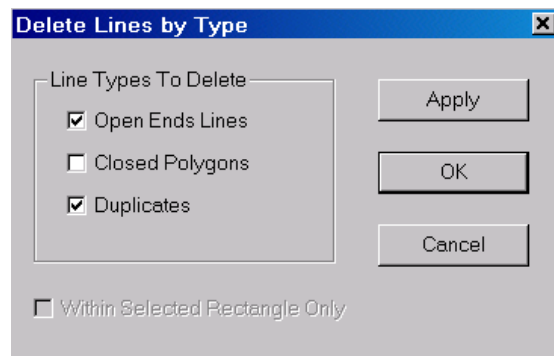 Delete Lines by Type
Line Types To Delete
Open Ends Lines
Closed Polygons
Duplicates
Apply
OK
Cancel
Within Selected Rectangle Only